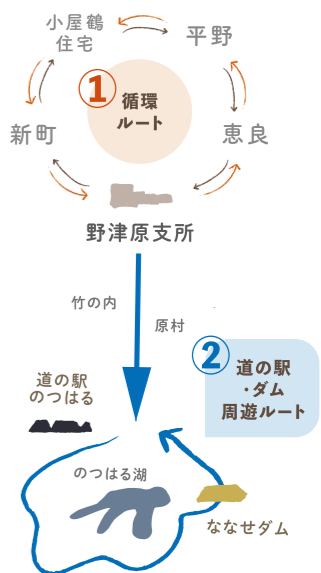 小屋鶴
住宅
平野
1
循環
ルート
新町
恵良
野津原支所
竹の内
原村
2
道の駅
・ダム
周遊ルート
道の駅
のつはる
のつはる湖
ななせダム